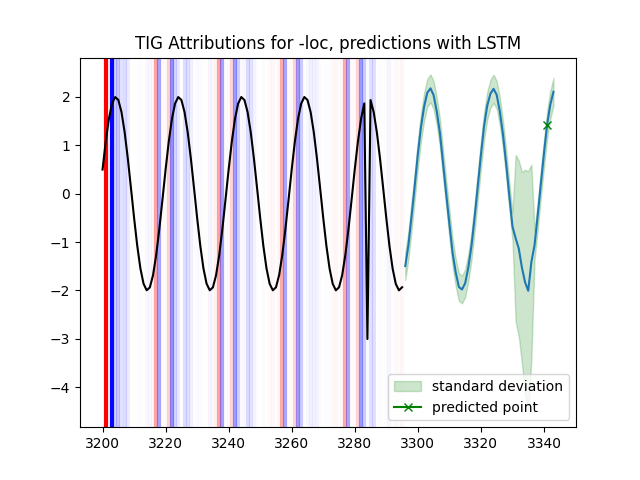 TIG Attributions for -loc, predictions with LSTM
2
1
0
−1
−2
−3
−4
standard deviation
predicted point
3200 3220 3240 3260 3280 3300 3320 3340